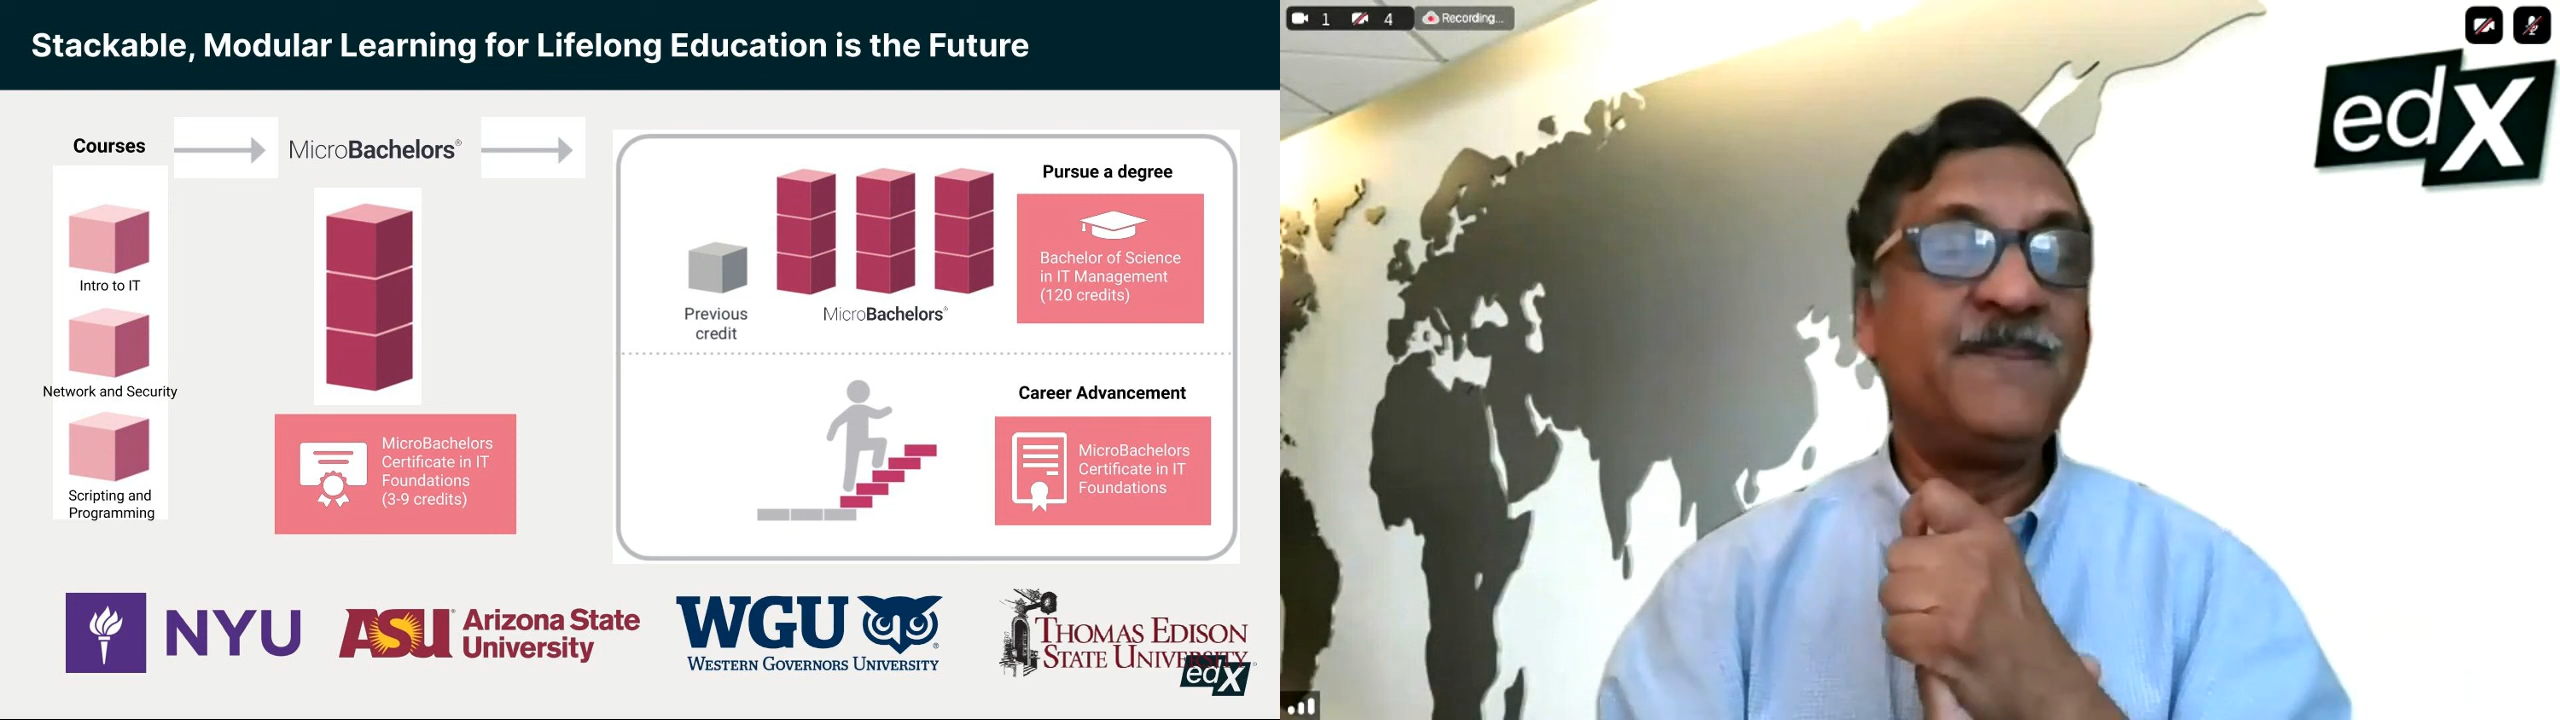 Stackable, Modular Learning for Lifelong Education is the Future
Courses
MicroBachelors®
Intro to IT
Network and Security
Scripting and
Programming
MicroBachelors
Certificate in IT
Foundations
(3-9 credits)
Previous
credit
MicroBachelors®
Pursue a degree
Bachelor of Science
in IT Management
(120 credits)
Career Advancement
MicroBachelors
Certificate in IT
Foundations
NYU
ASU Arizona State
University
WGU
WESTERN GOVERNORS UNIVERSITY
THOMAS EDISON
STATE UNIVERSITY
edX
1 4 Recording...
edX